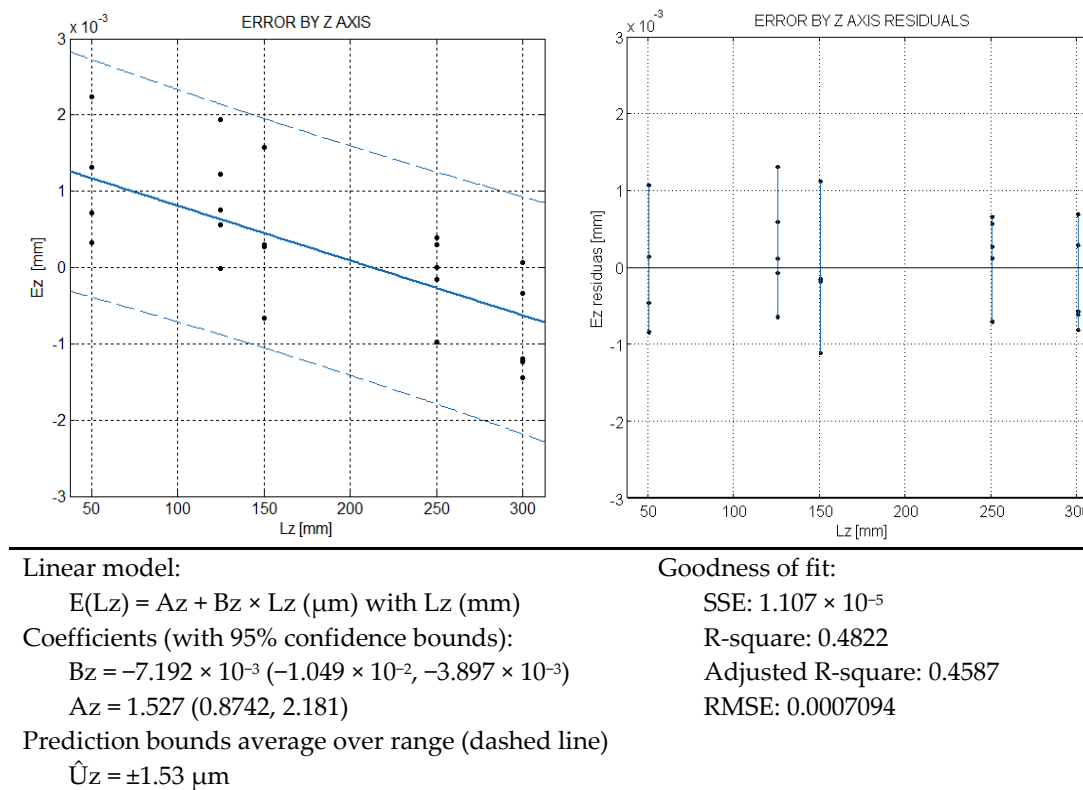 ERROR BY Z AXIS
x 10-3
3
2
1
0
-1
-2
-3
50 100 150 200 250 300
Ez [mm]
Lz [mm]
ERROR BY Z AXIS RESIDUALS
x 10-3
3
2
1
0
-1
-2
-3
50 100 150 200 250 300
Ez residuas [mm]
Lz [mm]
Linear model:
E(Lz) = Az + Bz × Lz (μm) with Lz (mm)
Coefficients (with 95% confidence bounds):
Bz = −7.192 × 10⁻³ (−1.049 × 10⁻², −3.897 × 10⁻³)
Az = 1.527 (0.8742, 2.181)
Prediction bounds average over range (dashed line)
Ûz = ±1.53 μm
Goodness of fit:
SSE: 1.107 × 10⁻⁵
R-square: 0.4822
Adjusted R-square: 0.4587
RMSE: 0.0007094